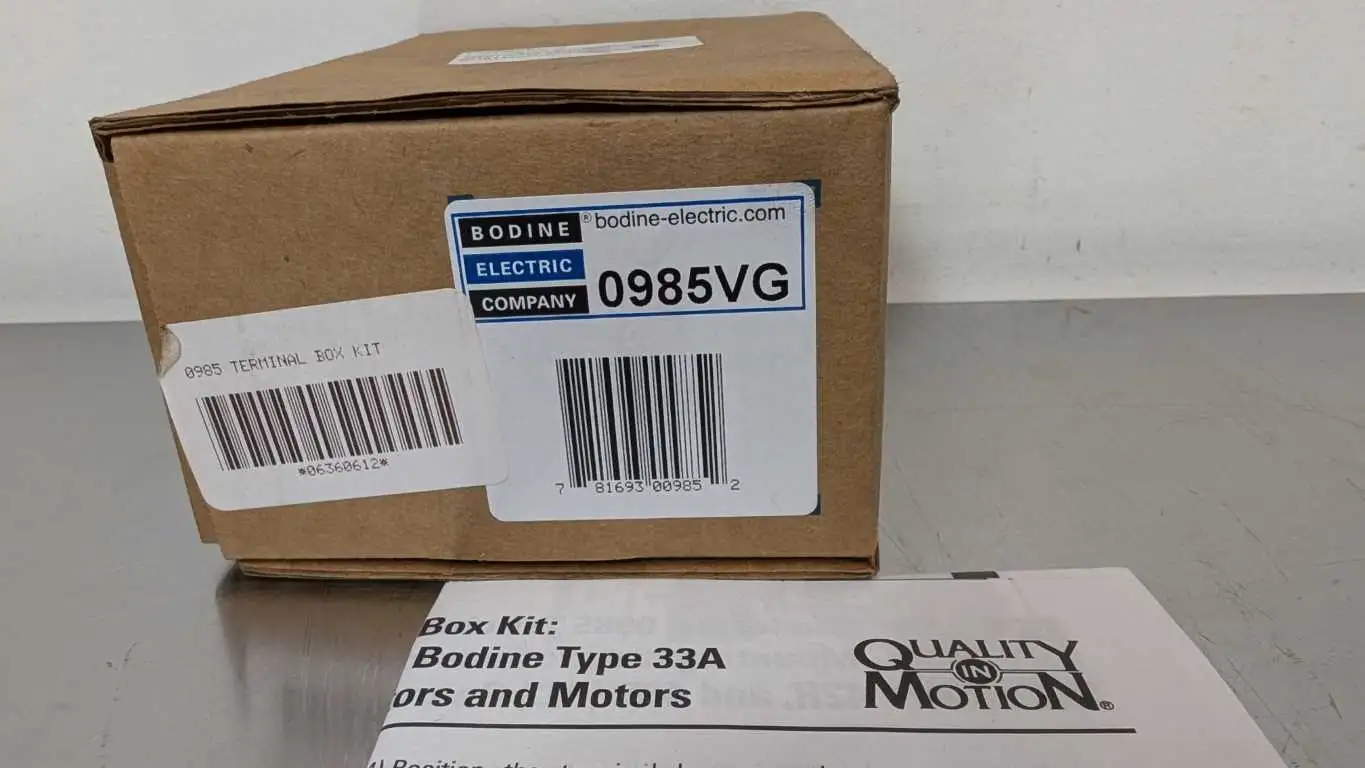 BODINE ® bodine-electric.com
ELECTRIC
COMPANY
0985VG
0985 TERMINAL BOX KIT
*06360612*
7 81693 00985 2
Box Kit:
Bodine Type 33A
ors and Motors
QUALITY
IN
MOTION®
Position